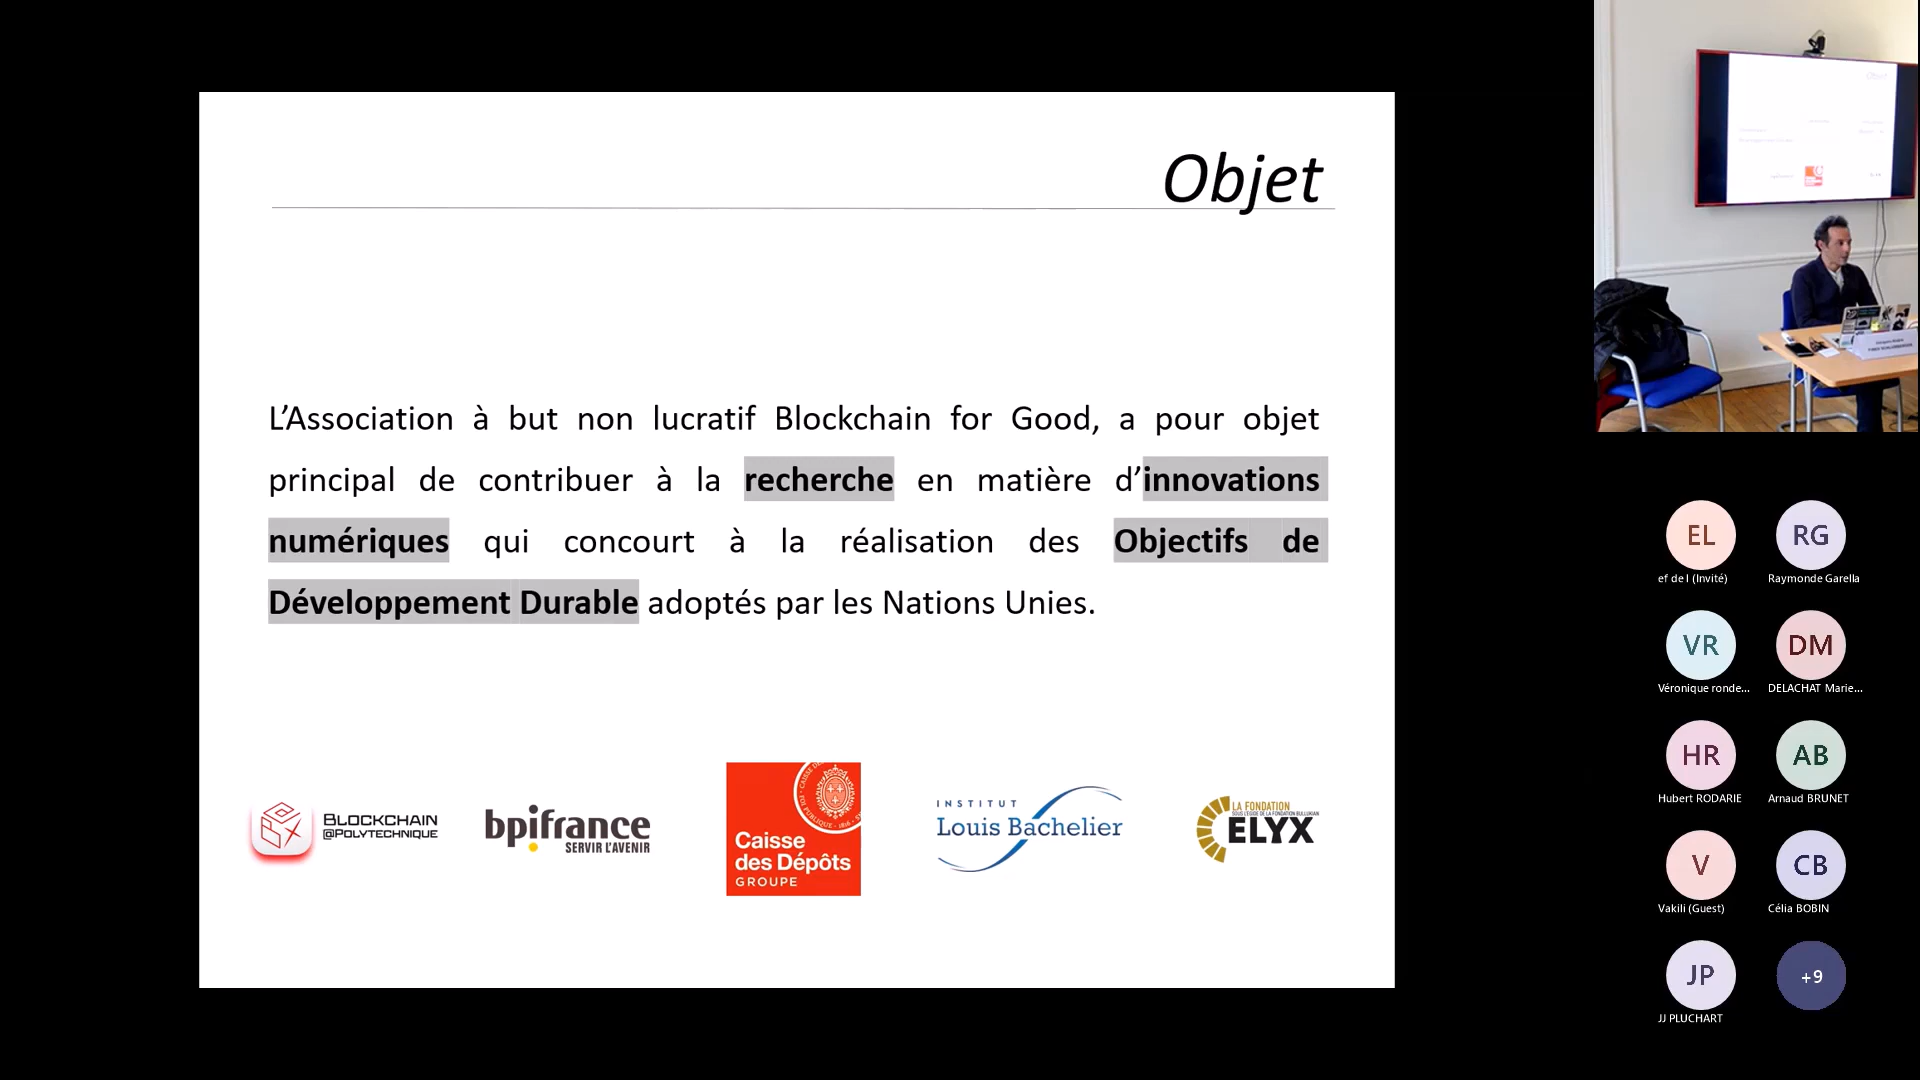 Objet
L’Association à but non lucratif Blockchain for Good, a pour objet
principal de contribuer à la recherche en matière d’innovations
numériques qui concourt à la réalisation des Objectifs de
Développement Durable adoptés par les Nations Unies.
BLOCKCHAIN
@POLYTECHNIQUE
bpifrance
SERVIR L'AVENIR
Caisse
des Dépôts
GROUPE
INSTITUT
Louis Bachelier
LA FONDATION
SOUS L'EGIDE DE LA FONDATION BULLUKIAN
ELYX
EL
ef de l (Invité)
RG
Raymonde Garella
VR
Véronique ronde...
DM
DELACHAT Marie...
HR
Hubert RODARIE
AB
Arnaud BRUNET
V
Vakili (Guest)
CB
Célia BOBIN
JP
JJ PLUCHART
+9